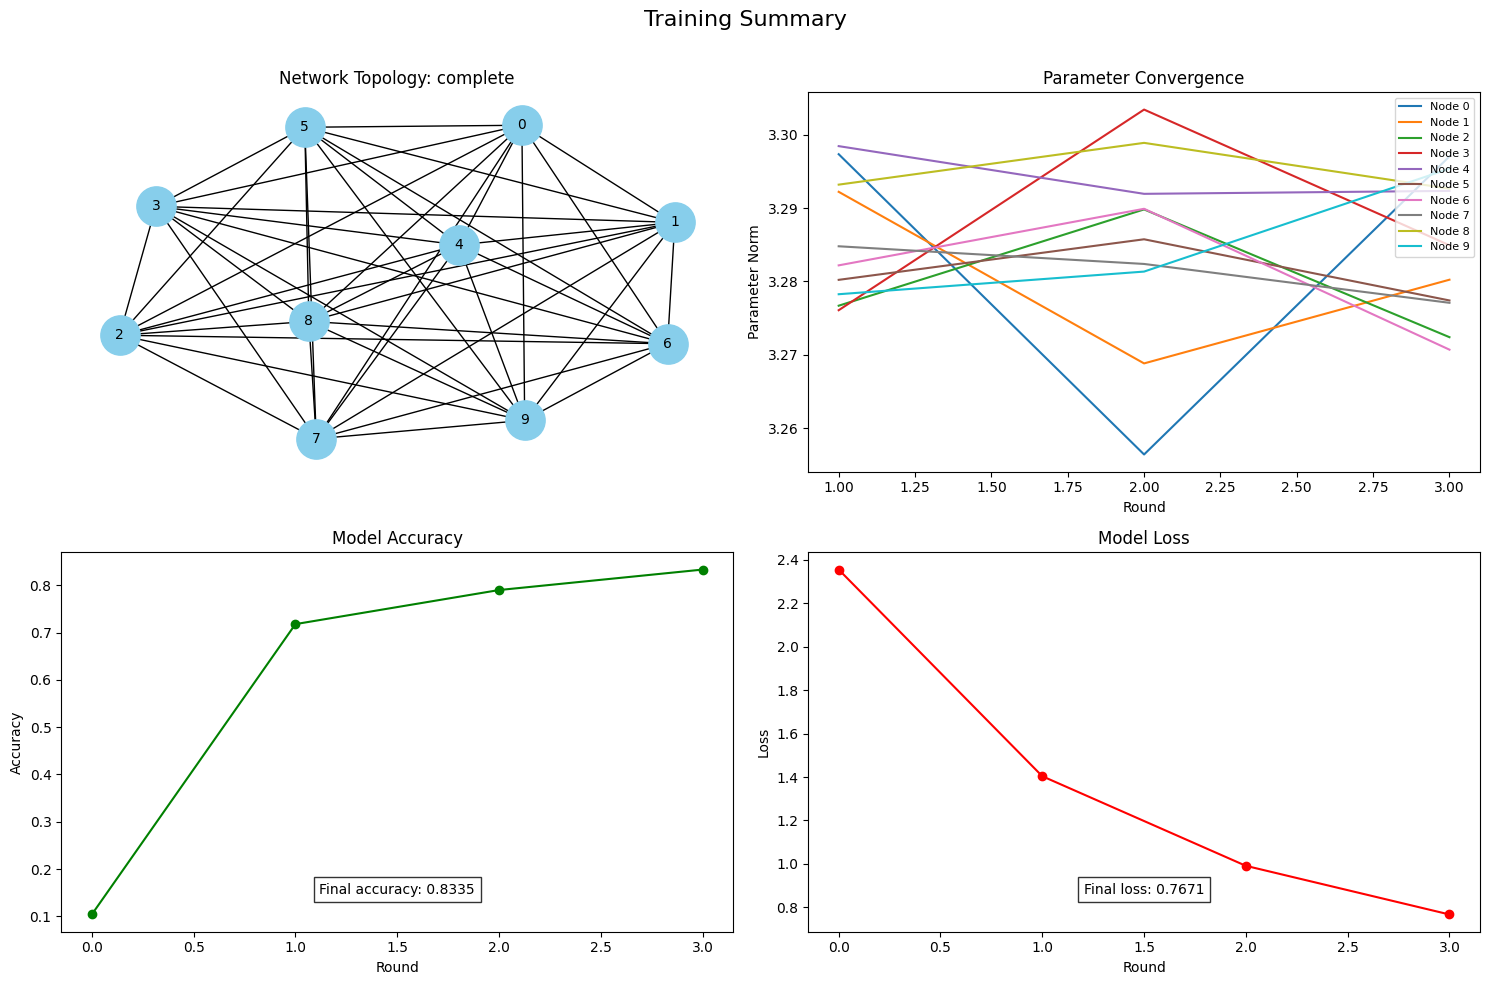 Training Summary
Network Topology: complete
5
0
3
1
4
8
2
6
9
7
Parameter Convergence
Parameter Norm
3.30
3.29
3.28
3.27
3.26
Node 0
Node 1
Node 2
Node 3
Node 4
Node 5
Node 6
Node 7
Node 8
Node 9
1.00 1.25 1.50 1.75 2.00 2.25 2.50 2.75 3.00
Round
Model Accuracy
Accuracy
0.8
0.7
0.6
0.5
0.4
0.3
0.2
0.1
Final accuracy: 0.8335
0.0 0.5 1.0 1.5 2.0 2.5 3.0
Round
Model Loss
Loss
2.4
2.2
2.0
1.8
1.6
1.4
1.2
1.0
0.8
Final loss: 0.7671
0.0 0.5 1.0 1.5 2.0 2.5 3.0
Round